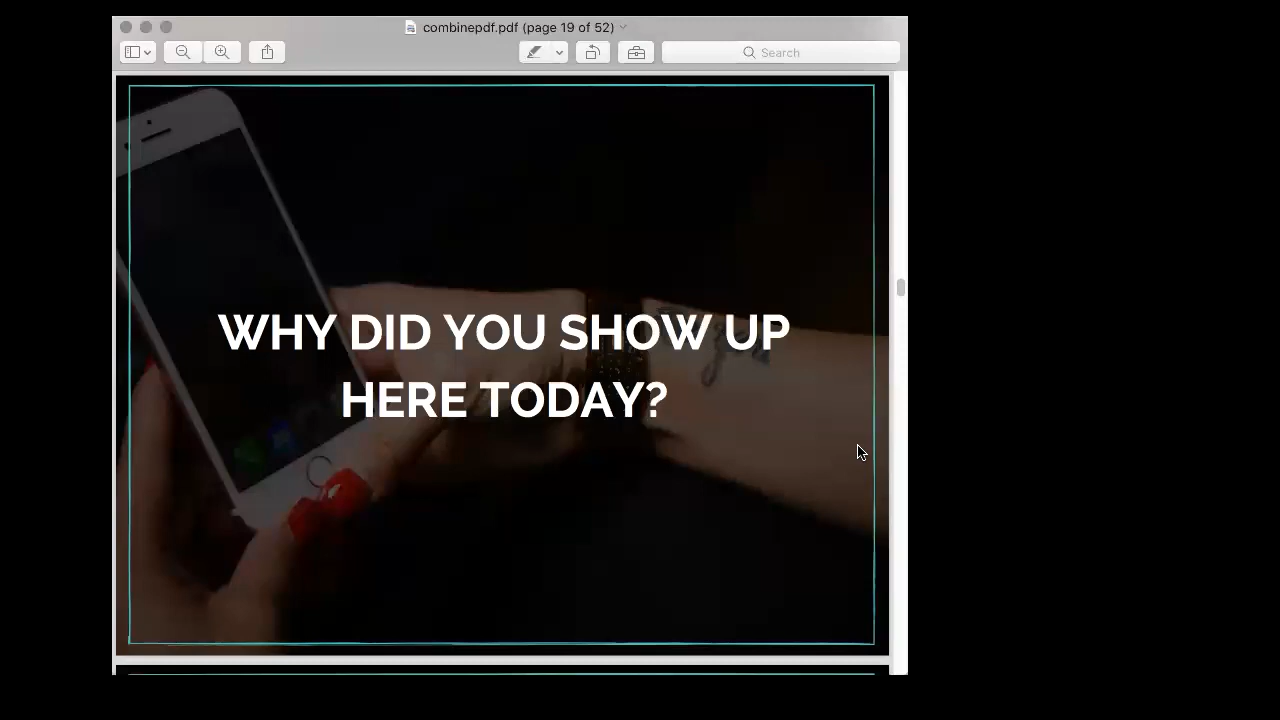 combinepdf.pdf (page 19 of 52)
Search
WHY DID YOU SHOW UP
HERE TODAY?